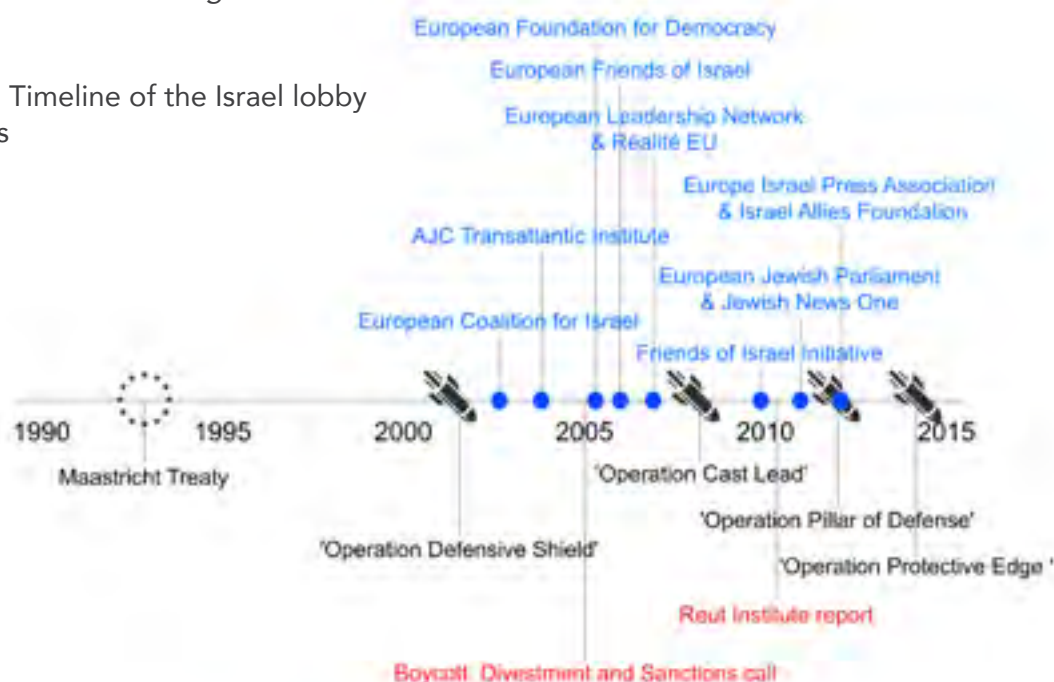 European Foundation for Democracy
European Friends of Israel
Timeline of the Israel lobby
s
European Leadership Network
& Réalité EU
Europe Israel Press Association
& Israel Allies Foundation
AJC Transatlantic Institute
European Jewish Parliament
& Jewish News One
European Coalition for Israel
Friends of Israel Initiative
1990 1995 2000 2005 2010 2015
Maastricht Treaty
'Operation Cast Lead'
'Operation Pillar of Defense'
'Operation Defensive Shield'
'Operation Protective Edge '
Reut Institute report
Boycott, Divestment and Sanctions call